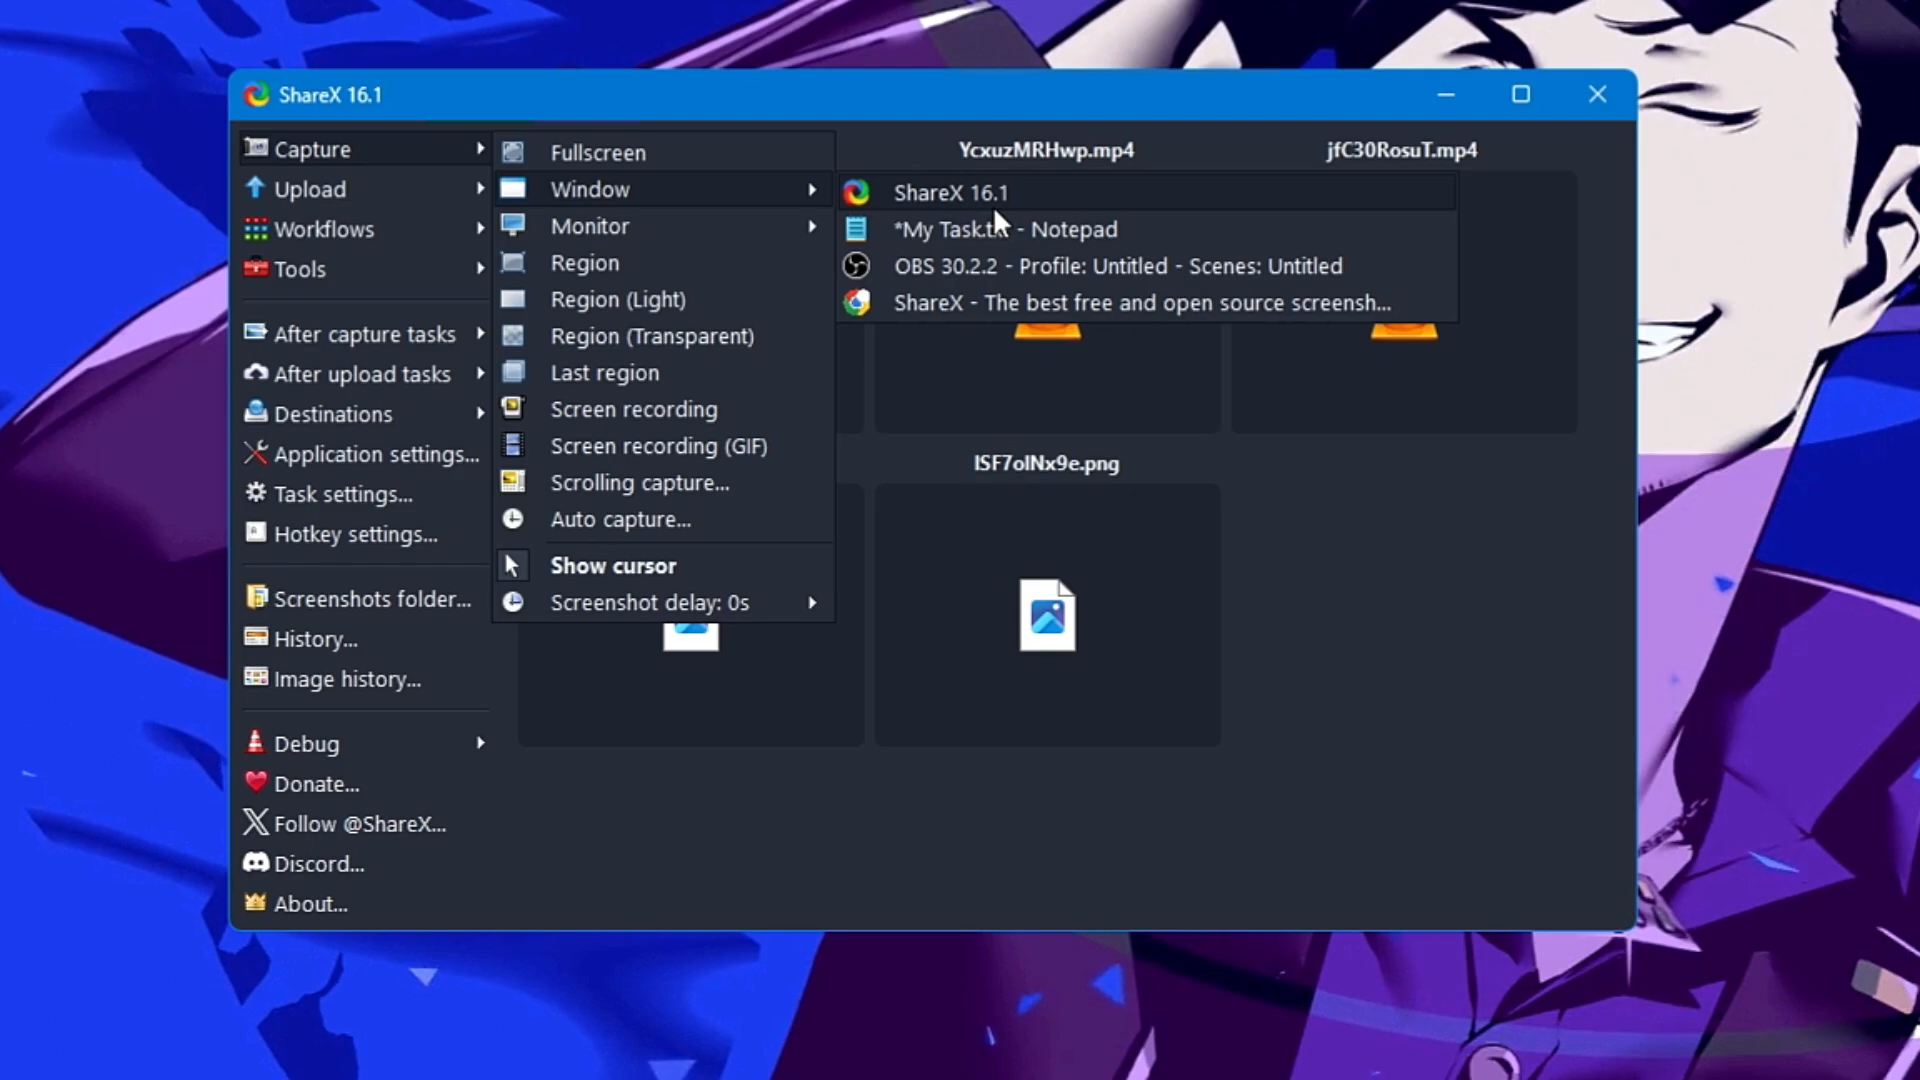 ShareX 16.1
Capture
Upload
Workflows
Tools
After capture tasks
After upload tasks
Destinations
Application settings...
Task settings...
Hotkey settings...
Screenshots folder...
History...
Image history...
Debug
Donate...
Follow @ShareX...
Discord...
About...
Fullscreen
Window
Monitor
Region
Region (Light)
Region (Transparent)
Last region
Screen recording
Screen recording (GIF)
Scrolling capture...
Auto capture...
Show cursor
Screenshot delay: 0s
ShareX 16.1
*My Task.txt - Notepad
OBS 30.2.2 - Profile: Untitled - Scenes: Untitled
ShareX - The best free and open source screensh...
YcxuzMRHwp.mp4
jfC30RosuT.mp4